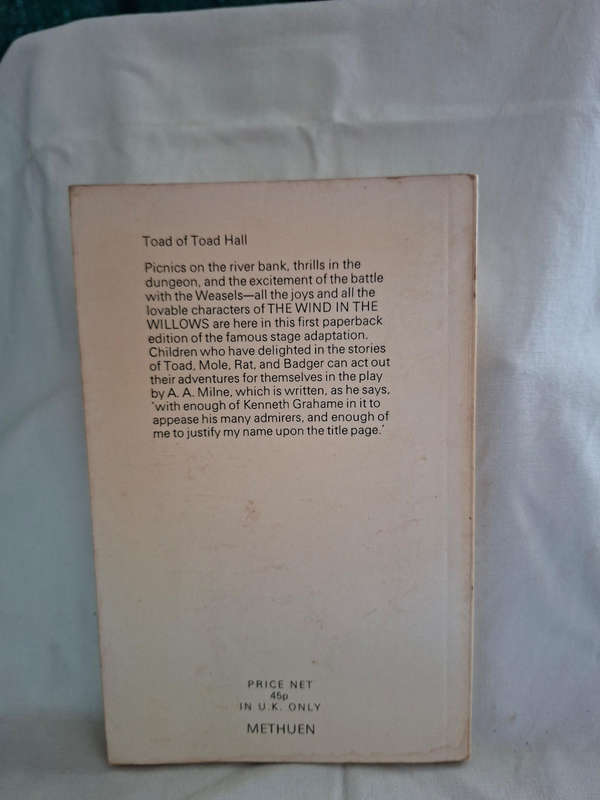 Toad of Toad Hall
Picnics on the river bank, thrills in the
dungeon, and the excitement of the battle
with the Weasels—all the joys and all the
lovable characters of THE WIND IN THE
WILLOWS are here in this first paperback
edition of the famous stage adaptation.
Children who have delighted in the stories
of Toad, Mole, Rat, and Badger can act out
their adventures for themselves in the play
by A. A. Milne, which is written, as he says,
'with enough of Kenneth Grahame in it to
appease his many admirers, and enough of
me to justify my name upon the title page.'
PRICE NET
45p
IN U.K. ONLY
METHUEN